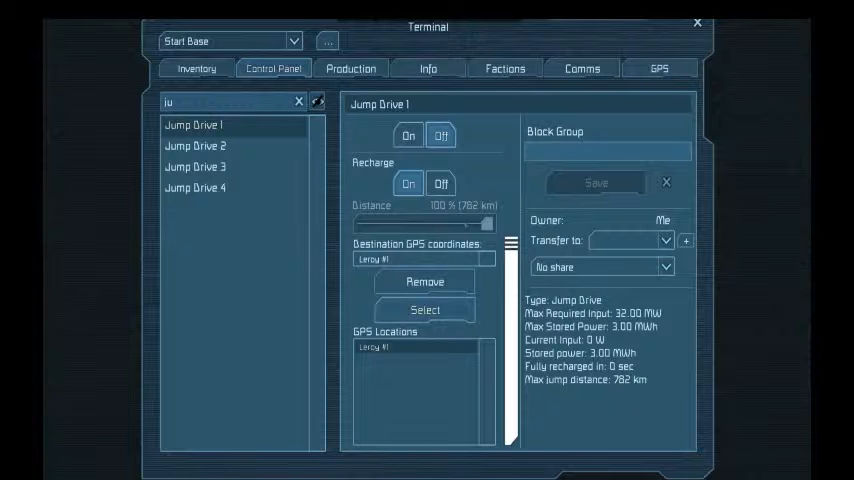 Terminal
X
Start Base
...
Inventory
Control Panel
Production
Info
Factions
Comms
GPS
ju
X
Jump Drive 1
Jump Drive 2
Jump Drive 3
Jump Drive 4
Jump Drive 1
On Off
Recharge
On Off
Distance 100 % (782 km)
Destination GPS coordinates:
Leroy #1
Remove
Select
GPS Locations
Leroy #1
Block Group
Save X
Owner: Me
Transfer to: +
No share
Type: Jump Drive
Max Required Input: 32.00 MW
Max Stored Power: 3.00 MWh
Current Input: 0 W
Stored power: 3.00 MWh
Fully recharged in: 0 sec
Max jump distance: 782 km